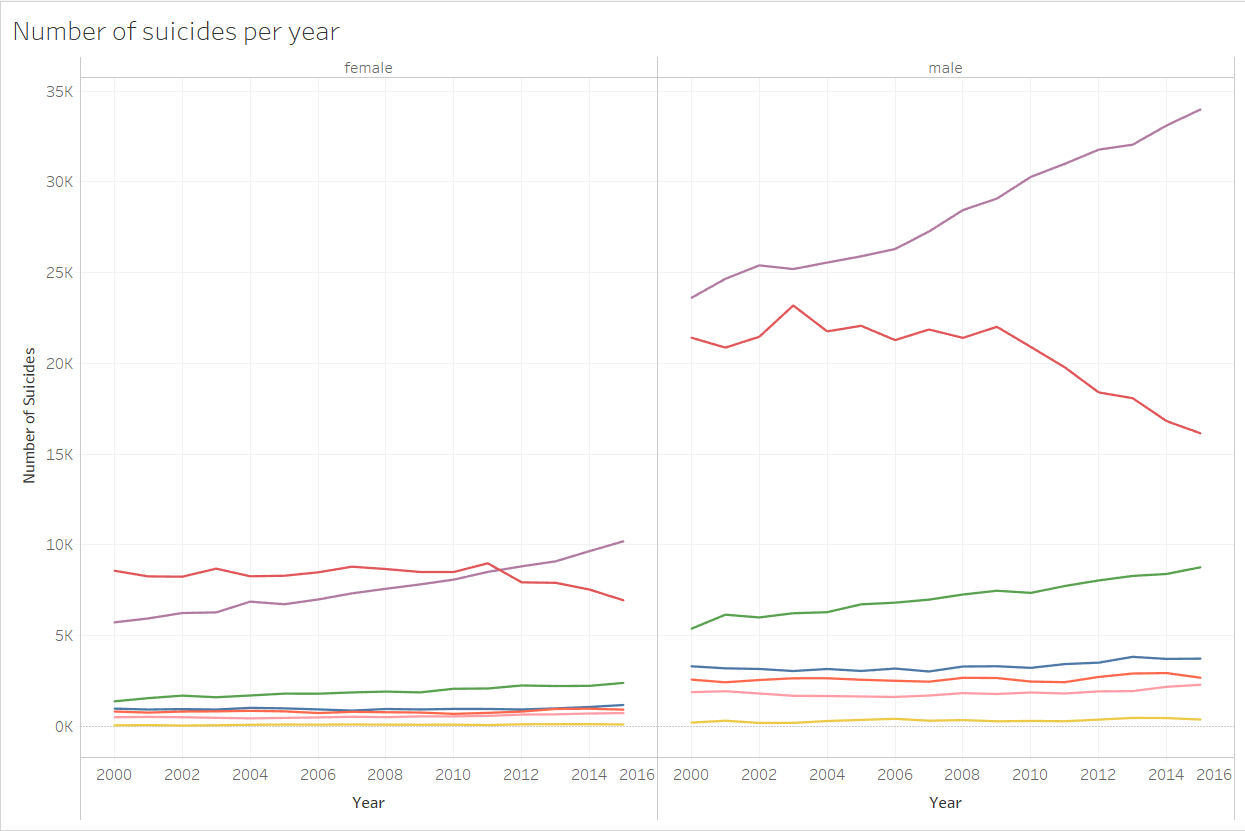 Number of suicides per year
female male
35K
30K
25K
20K
15K
10K
5K
0K
Number of Suicides
2000 2002 2004 2006 2008 2010 2012 2014 2016 2000 2002 2004 2006 2008 2010 2012 2014 2016
Year Year